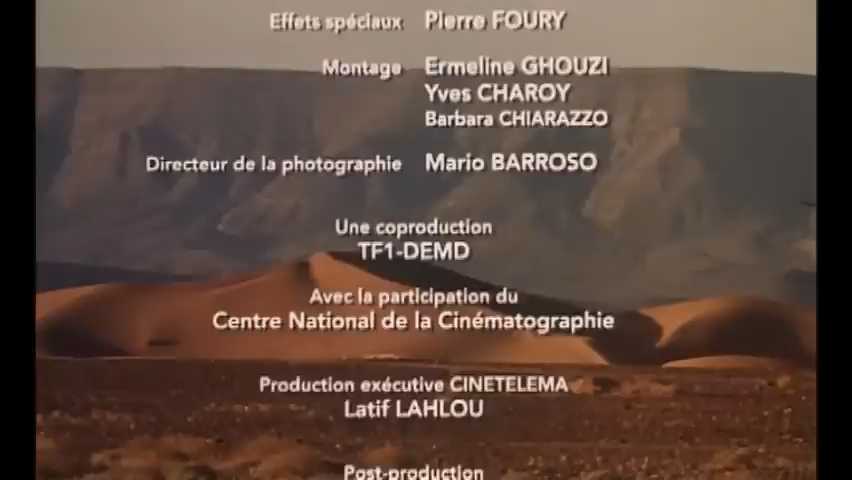 Effets spéciaux Pierre FOURY
Montage Ermeline GHOUZI
Yves CHAROY
Barbara CHIARAZZO
Directeur de la photographie Mario BARROSO
Une coproduction
TF1-DEMD
Avec la participation du
Centre National de la Cinématographie
Production exécutive CINETELEMA
Latif LAHLOU
Post-production